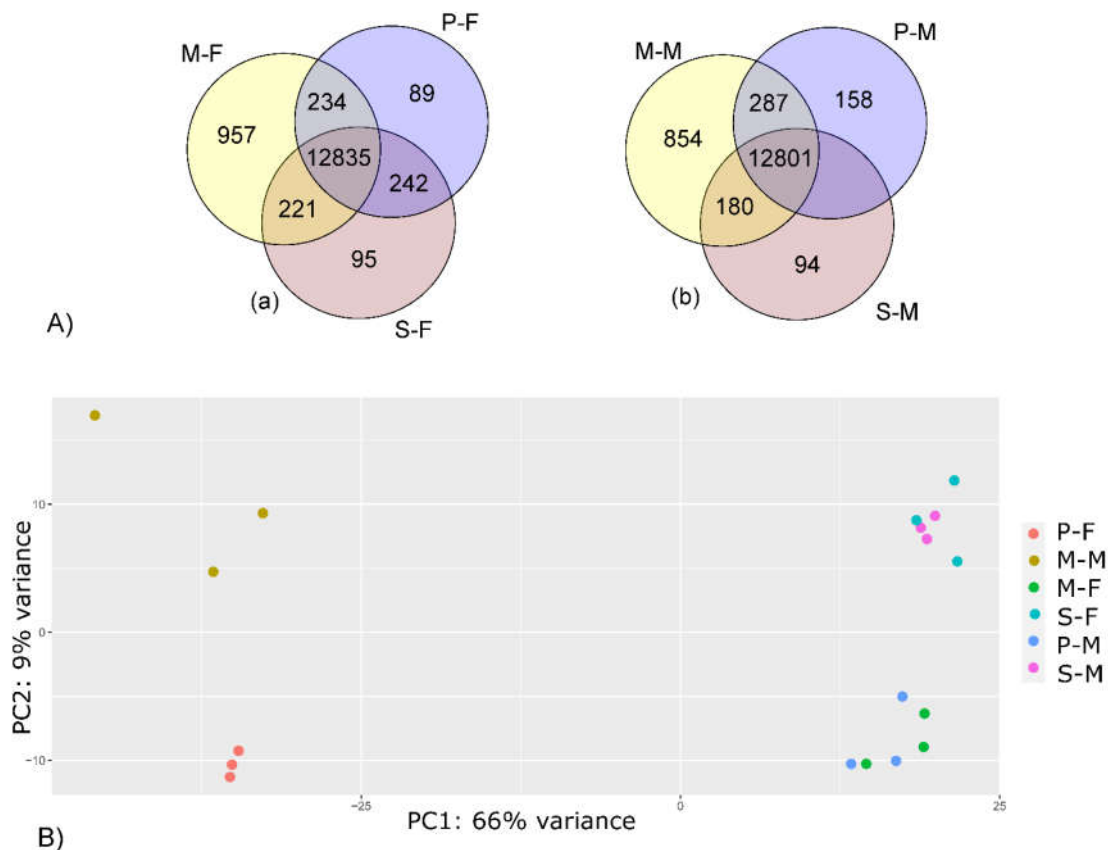 P-F
M-F
234
89
957
12835
242
221
95
(a)
S-F
P-M
M-M
287
158
854
12801
180
94
(b)
S-M
A)
10
0
-10
PC2: 9% variance
-25
0
25
PC1: 66% variance
P-F
M-M
M-F
S-F
P-M
S-M
B)